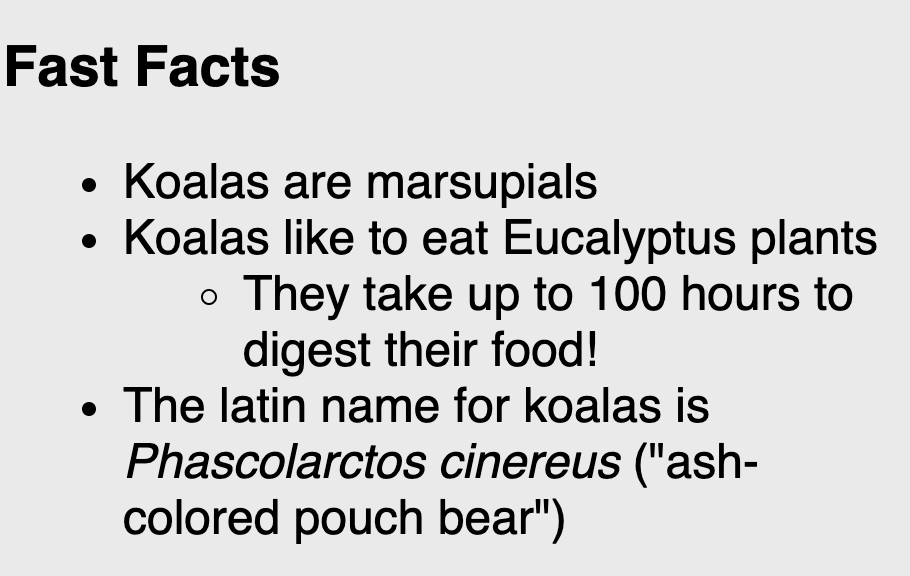 Fast Facts
• Koalas are marsupials
• Koalas like to eat Eucalyptus plants
◦ They take up to 100 hours to
digest their food!
• The latin name for koalas is
Phascolarctos cinereus ("ash-
colored pouch bear")